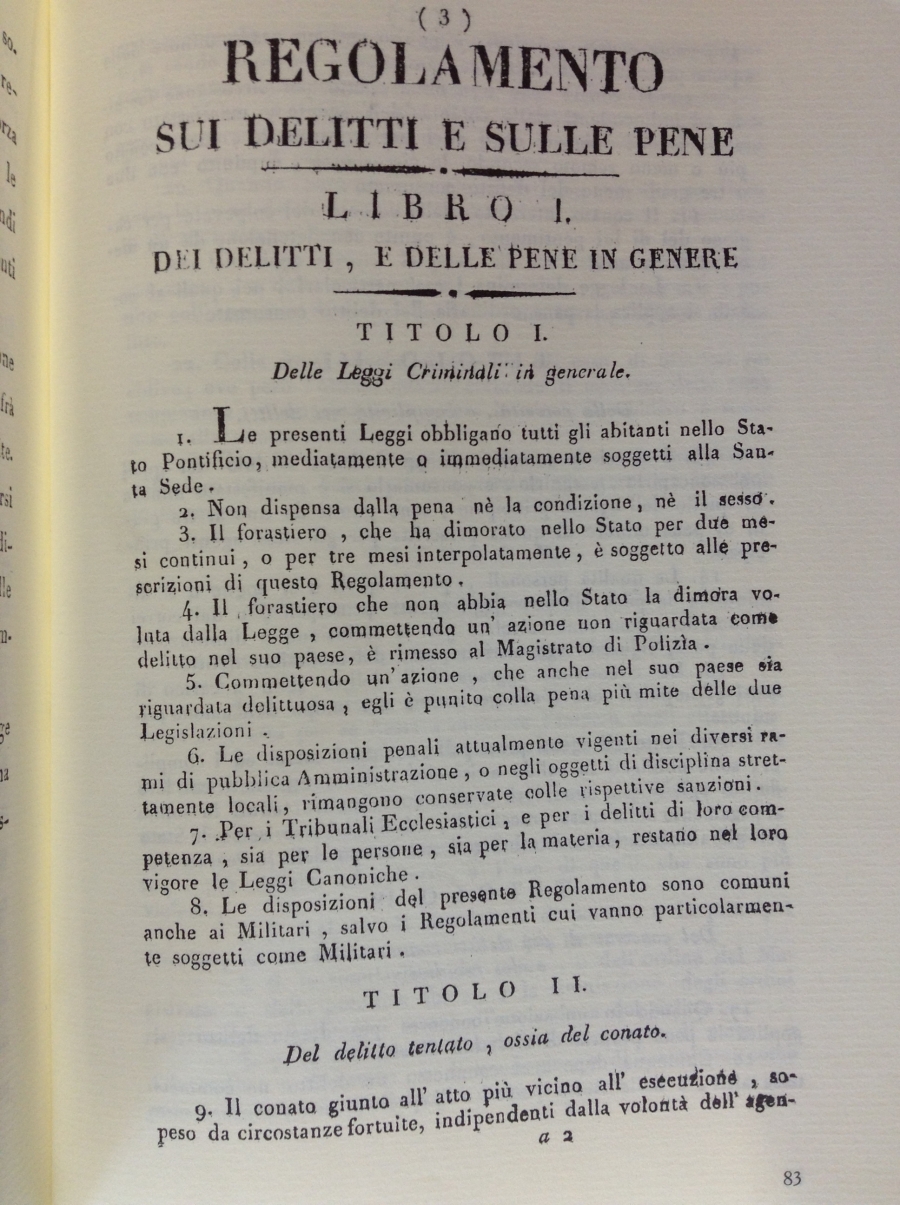 ( 3 )
REGOLAMENTO
SUI DELITTI E SULLE PENE
LIBRO I.
DEI DELITTI , E DELLE PENE IN GENERE
TITOLO I.
Delle Leggi Criminali in generale.
1. Le presenti Leggi obbligano tutti gli abitanti nello Sta-
to Pontificio, mediatamente o immediatamente soggetti alla San-
ta Sede.
2. Non dispensa dalla pena nè la condizione, nè il sesso.
3. Il forastiero , che ha dimorato nello Stato per due me-
si continui , o per tre mesi interpolatamente, è soggetto alle pre-
scrizioni di questo Regolamento.
4. Il forastiero che non abbia nello Stato la dimora vo-
luta dalla Legge , commettendo un' azione non riguardata come
delitto nel suo paese, è rimesso al Magistrato di Polizìa .
5. Commettendo un'azione , che anche nel suo paese sia
riguardata delittuosa , egli è punito colla pena più mite delle due
Legislazioni .
6. Le disposizioni penali attualmente vigenti nei diversi ra-
mi di pubblica Amministrazione, o negli oggetti di disciplina stret-
tamente locali, rimangono conservate colle rispettive sanzioni.
7. Per i Tribunali Ecclesiastici, e per i delitti di loro com-
petenza , sia per le persone , sia per la materia, restano nel loro
vigore le Leggi Canoniche .
8. Le disposizioni del presente Regolamento sono comuni
anche ai Militari , salvo i Regolamenti cui vanno particolarmen-
te soggetti come Militari .
TITOLO II.
Del delitto tentato , ossia del conato.
9. Il conato giunto all' atto più vicino all' esecuzione , so-
peso da circostanze fortuite, indipendenti dalla volontà dell' agen-
a 2
83